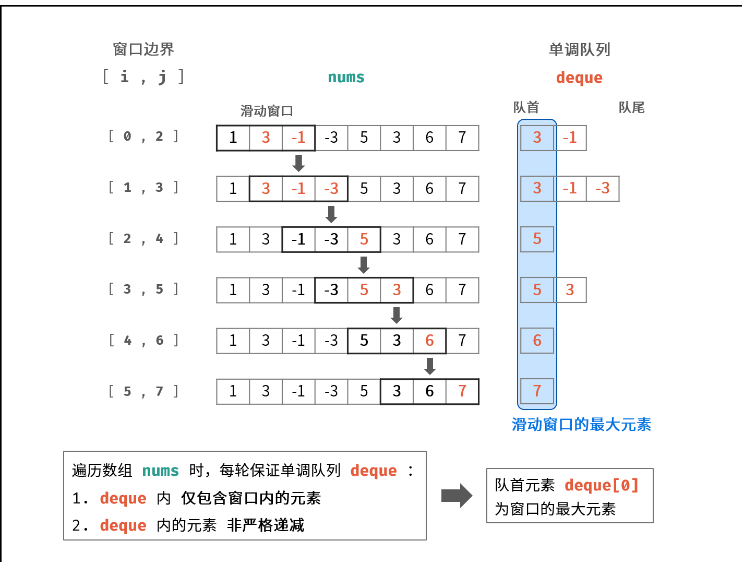 窗口边界 单调队列
[ i , j ] nums deque
滑动窗口 队首 队尾
[ 0 , 2 ] 1 3 -1 -3 5 3 6 7 3 -1
[ 1 , 3 ] 1 3 -1 -3 5 3 6 7 3 -1 -3
[ 2 , 4 ] 1 3 -1 -3 5 3 6 7 5
[ 3 , 5 ] 1 3 -1 -3 5 3 6 7 5 3
[ 4 , 6 ] 1 3 -1 -3 5 3 6 7 6
[ 5 , 7 ] 1 3 -1 -3 5 3 6 7 7
滑动窗口的最大元素
遍历数组 nums 时，每轮保证单调队列 deque ：
1. deque 内 仅包含窗口内的元素
2. deque 内的元素 非严格递减
队首元素 deque[0]
为窗口的最大元素